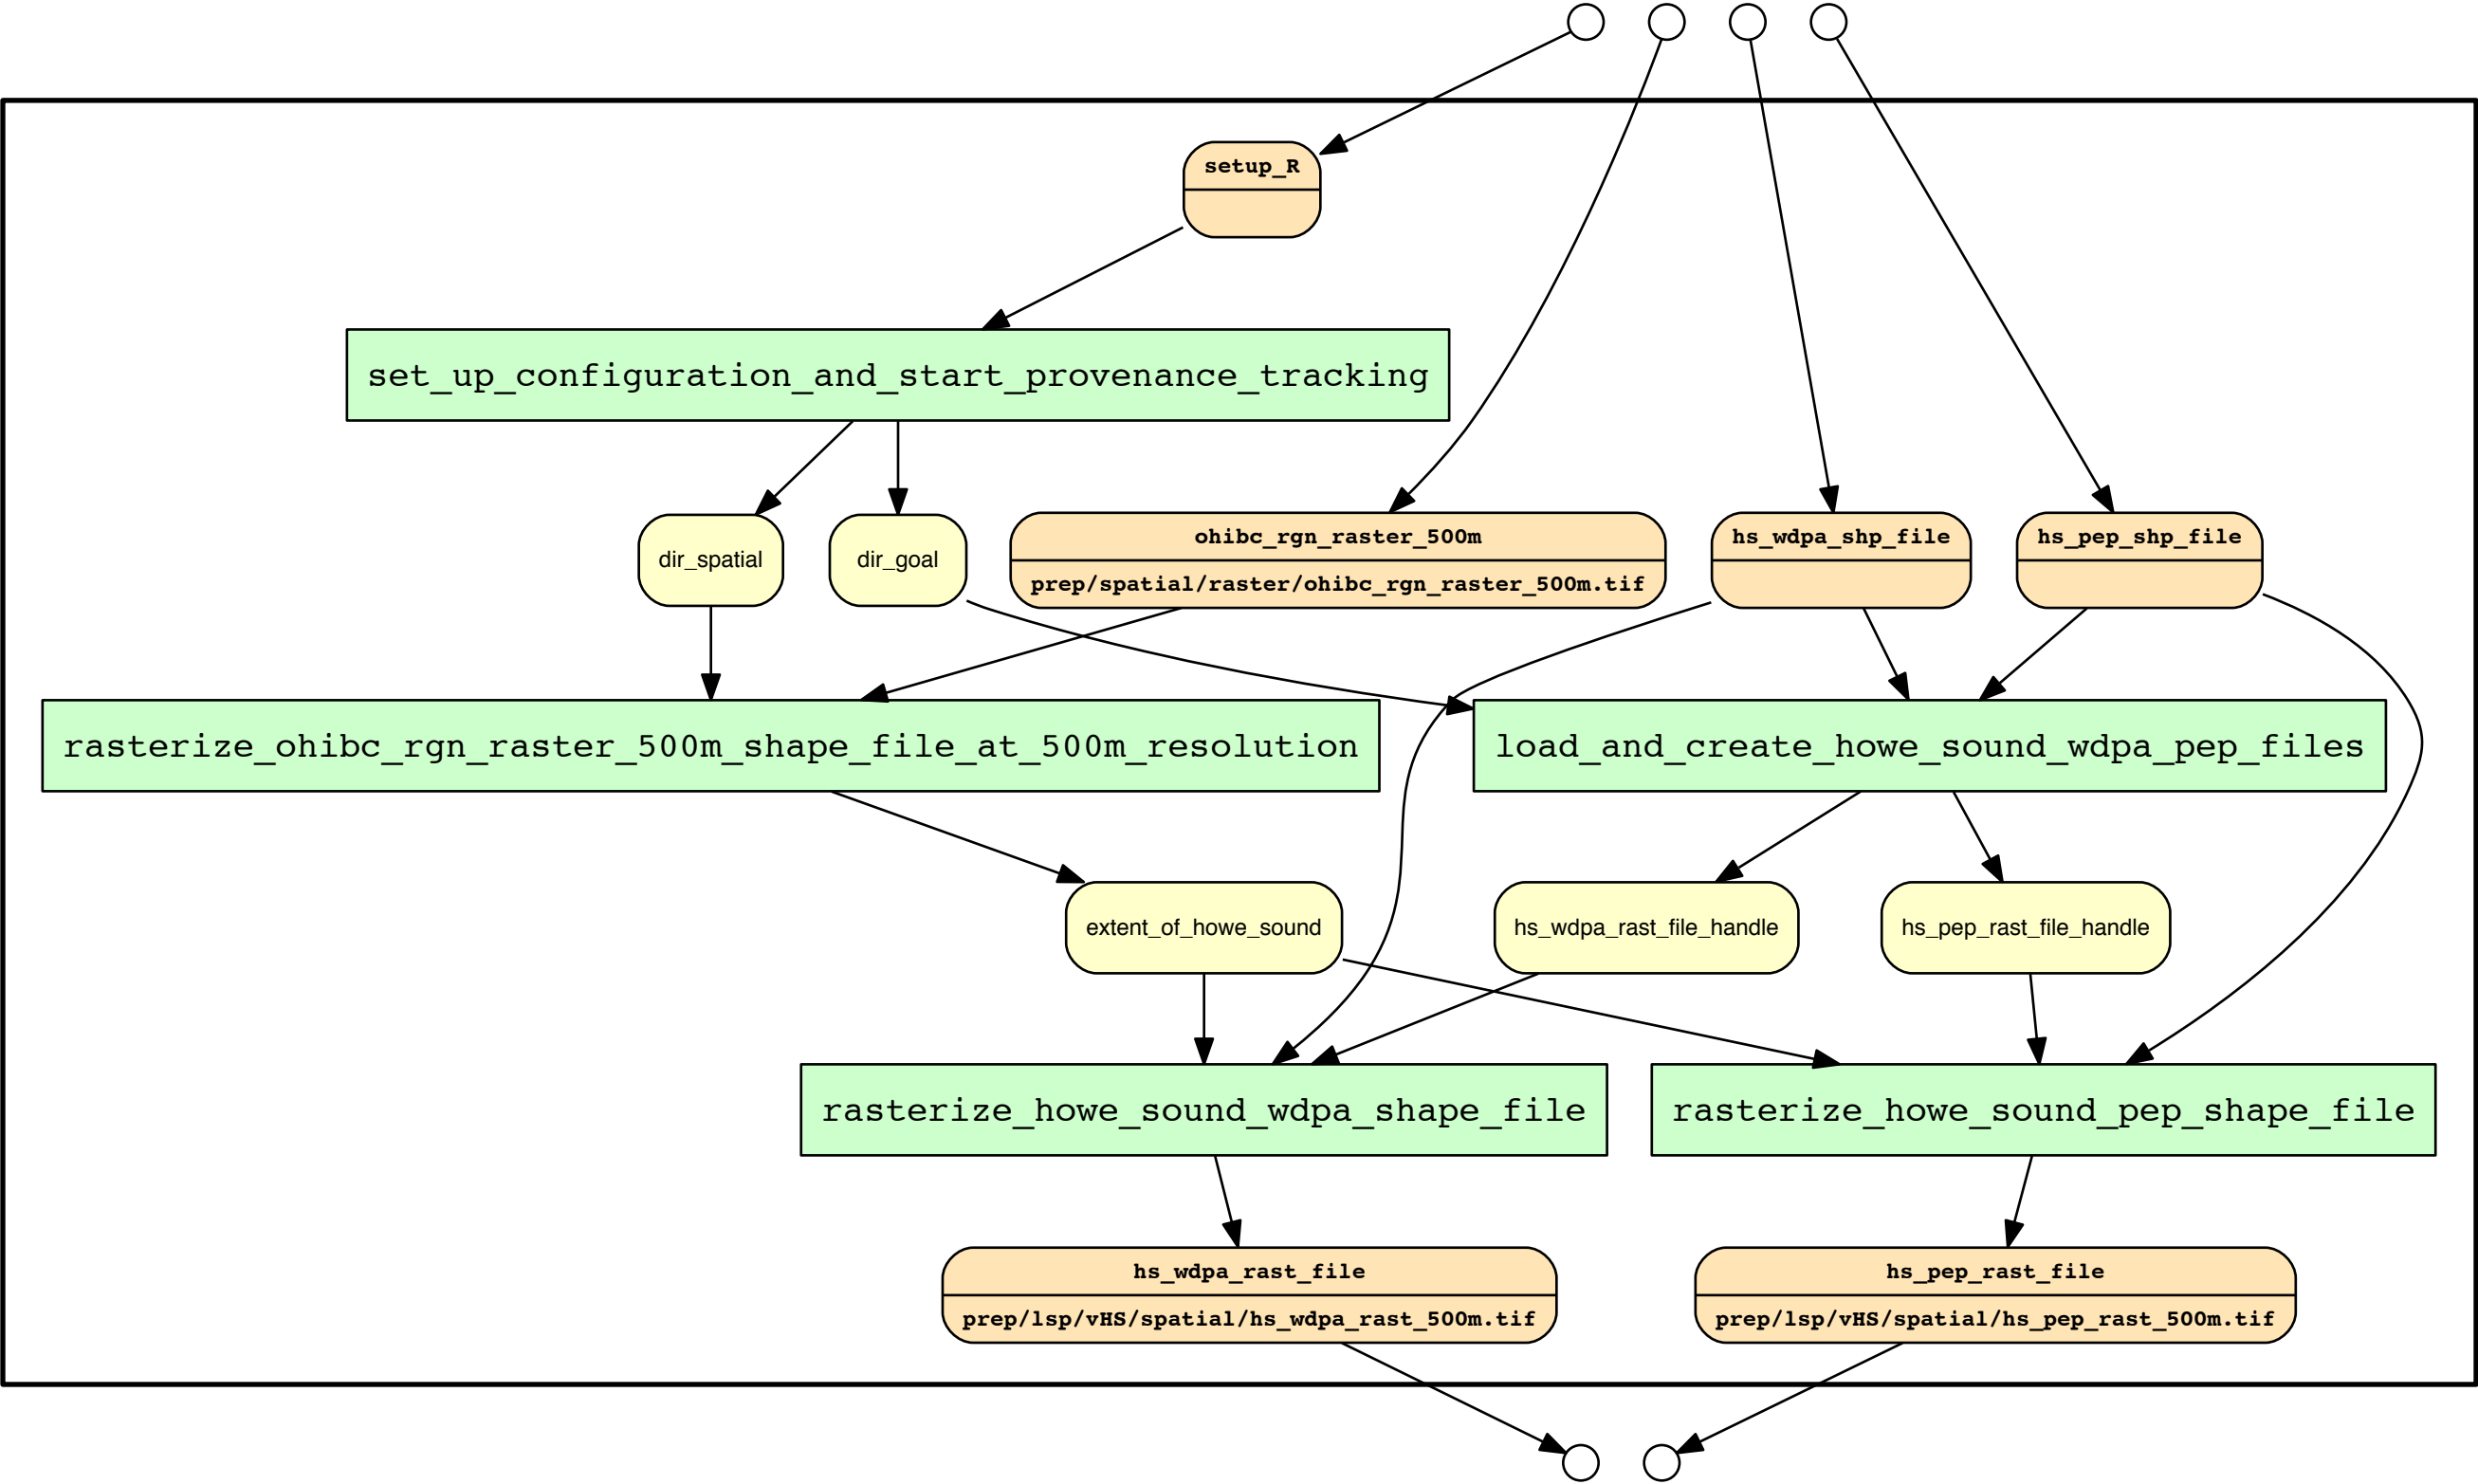 setup_R
set_up_configuration_and_start_provenance_tracking
dir_spatial
dir_goal
ohibc_rgn_raster_500m
prep/spatial/raster/ohibc_rgn_raster_500m.tif
hs_wdpa_shp_file
hs_pep_shp_file
rasterize_ohibc_rgn_raster_500m_shape_file_at_500m_resolution
load_and_create_howe_sound_wdpa_pep_files
extent_of_howe_sound
hs_wdpa_rast_file_handle
hs_pep_rast_file_handle
rasterize_howe_sound_wdpa_shape_file
rasterize_howe_sound_pep_shape_file
hs_wdpa_rast_file
prep/lsp/vHS/spatial/hs_wdpa_rast_500m.tif
hs_pep_rast_file
prep/lsp/vHS/spatial/hs_pep_rast_500m.tif